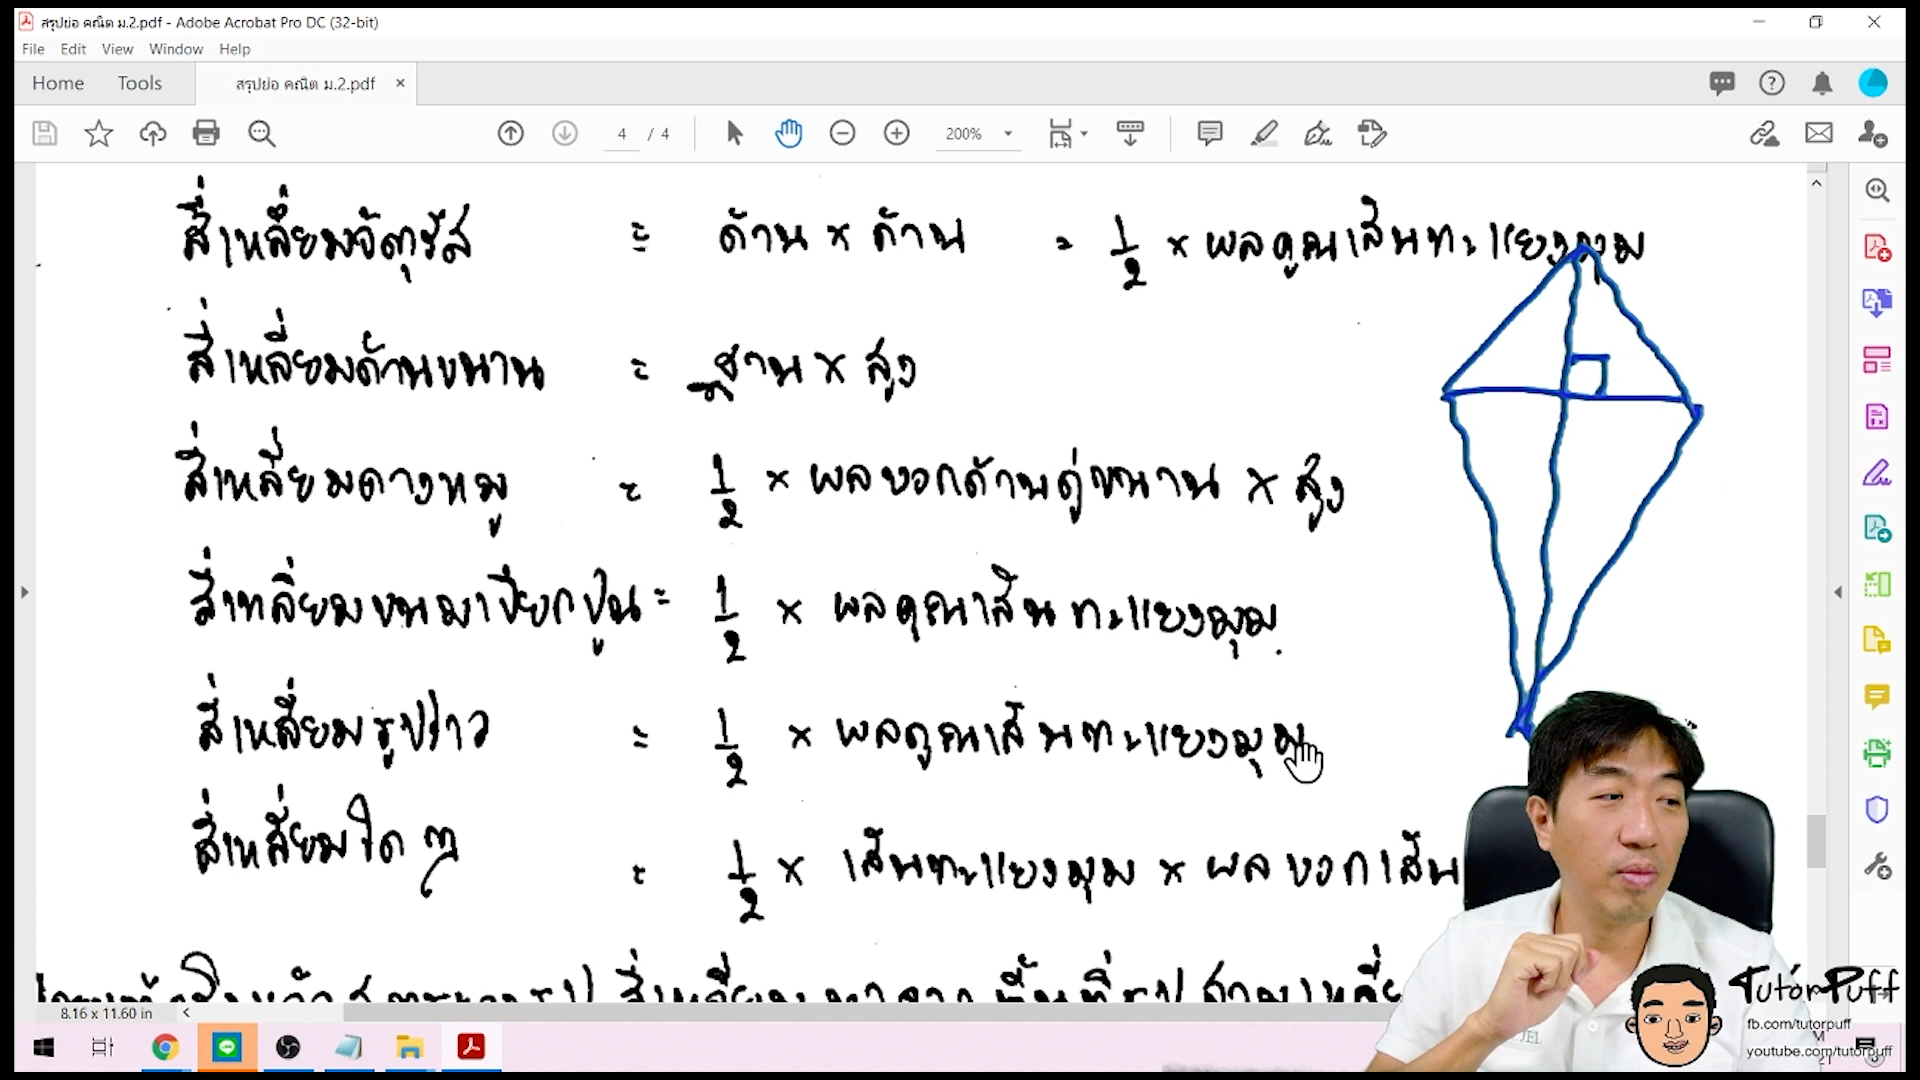 สรุปย่อ คณิต ม.2.pdf - Adobe Acrobat Pro DC (32-bit)
File Edit View Window Help
Home Tools สรุปย่อ คณิต ม.2.pdf ×
4 / 4 200%
สี่เหลี่ยมจัตุรัส = ด้าน × ด้าน = 1/2 × ผลคูณเส้นทะแยงมุม
สี่เหลี่ยมด้านขนาน = ฐาน × สูง
สี่เหลี่ยมคางหมู = 1/2 × ผลบวกด้านคู่ขนาน × สูง
สี่หลี่ยมขนมเปียกปูน = 1/2 × ผลคูณเส้นทะแยงมุม.
สี่เหลี่ยมรูปว่าว = 1/2 × ผลคูณเส้นทะแยงมุม
สี่เหลี่ยมใด ๆ = 1/2 × เส้นทะแยงมุม × ผลบวกเส้น
8.16 x 11.60 in
TutorPuff
fb.com/tutorpuff
youtube.com/tutorpuff